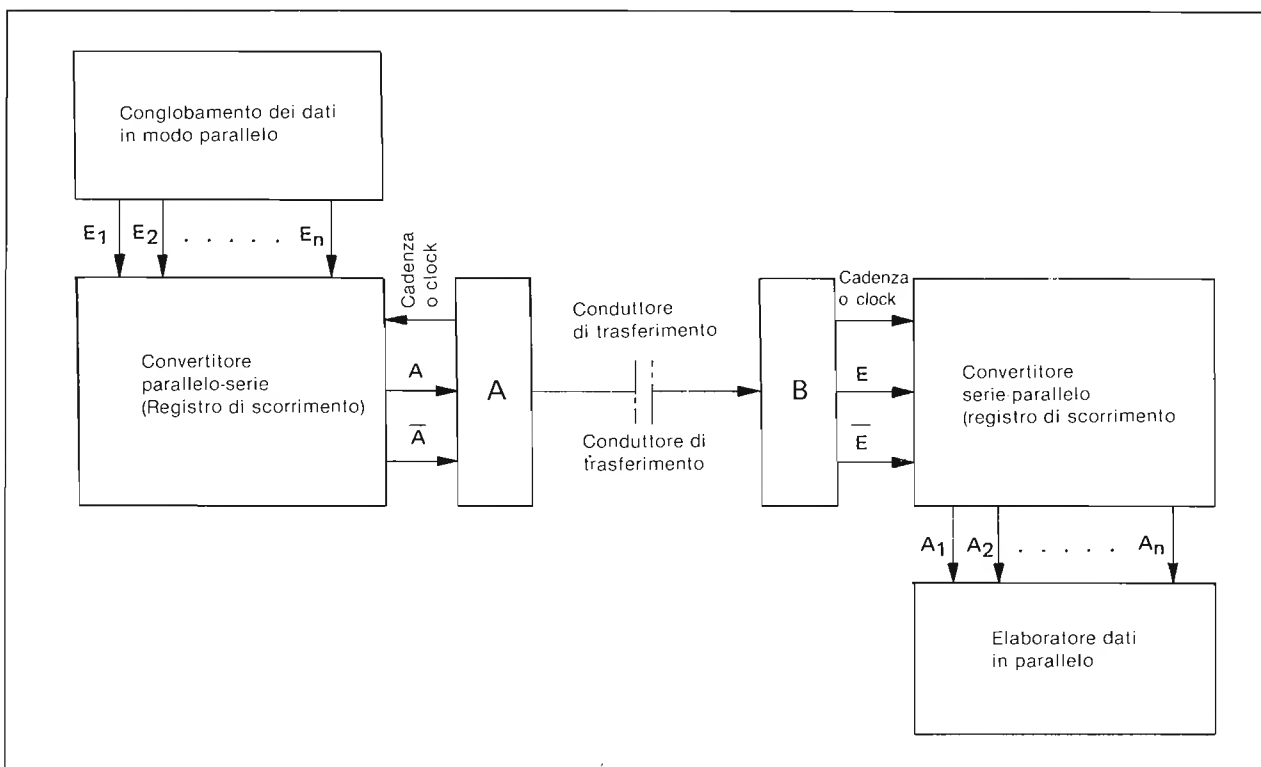 Conglobamento dei dati
in modo parallelo
E1 E2 . . . . . En
Cadenza
o clock
Convertitore
parallelo-serie
(Registro di scorrimento)
A
A̅
A
Conduttore
di trasferimento
Conduttore di
trasferimento
B
Cadenza
o clock
E
E̅
Convertitore
serie-parallelo
(registro di scorrimento
A1 A2 . . . . . An
Elaboratore dati
in parallelo